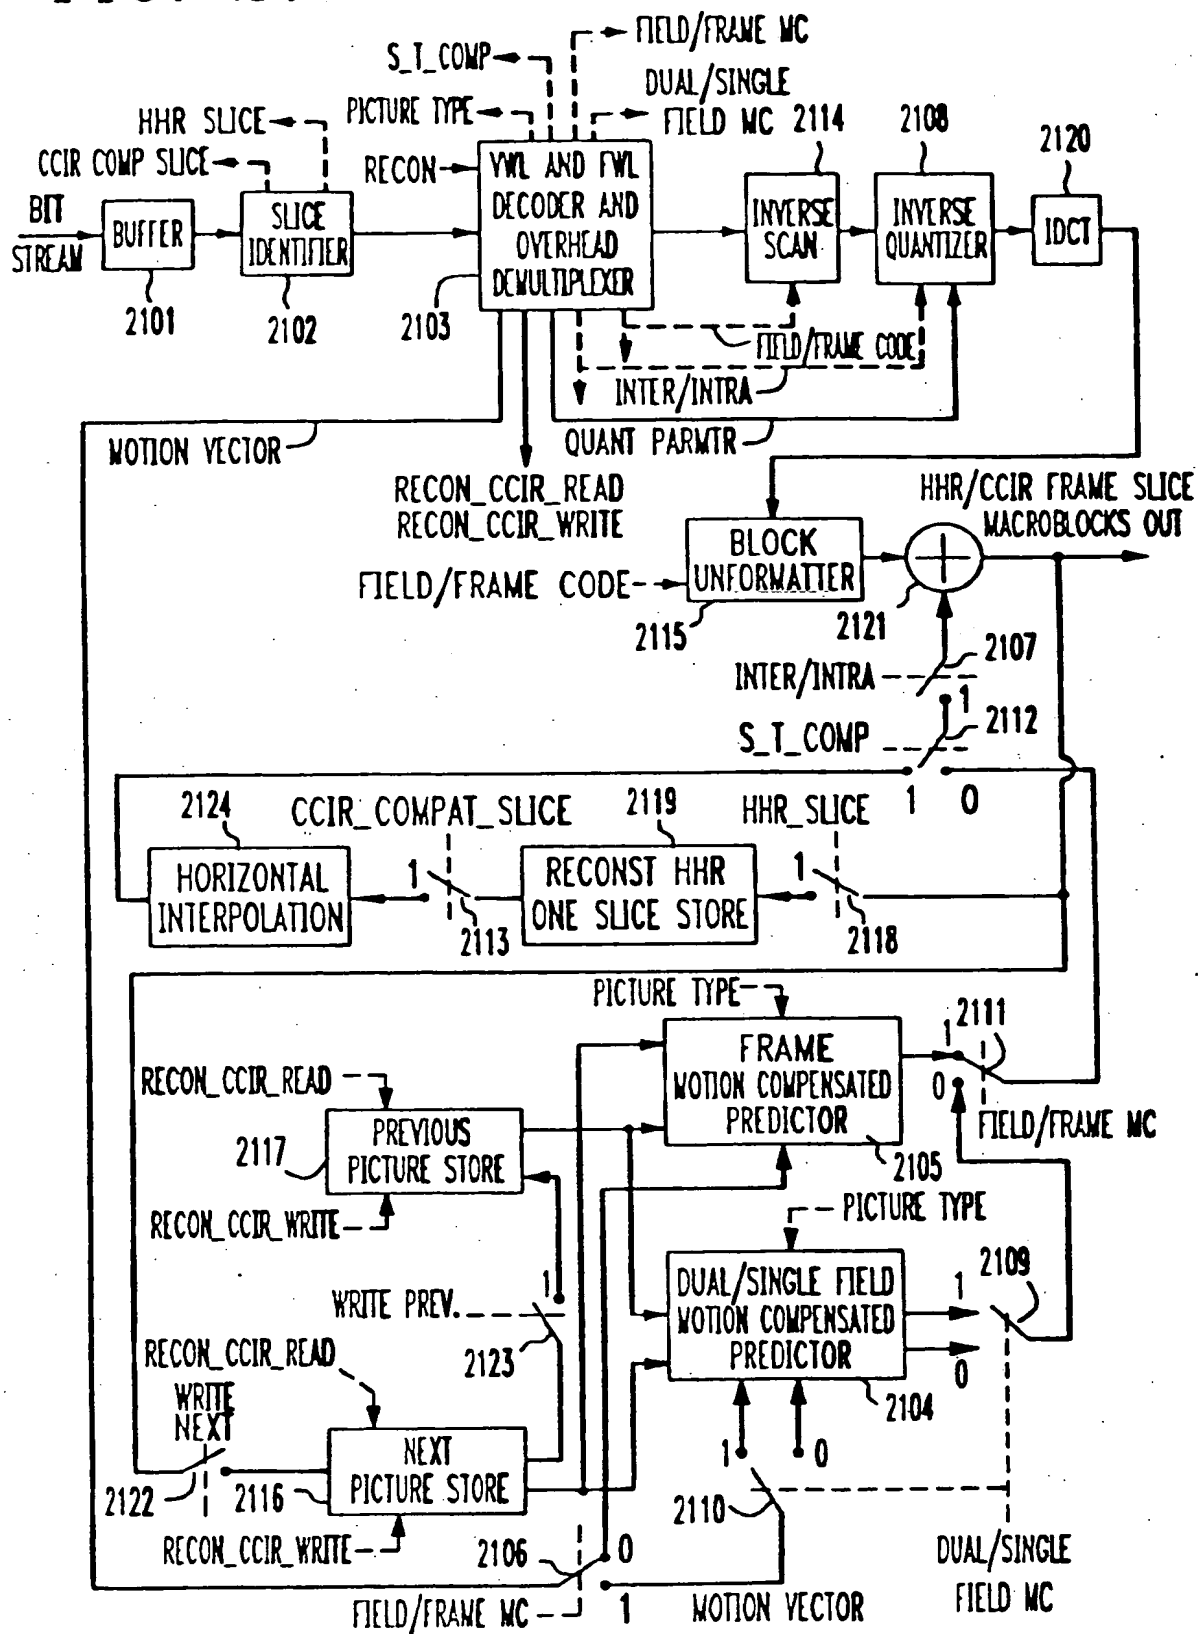 FIELD/FRAME MC
S_T_COMP
DUAL/SINGLE
FIELD MC
PICTURE TYPE
HHR SLICE
CCIR COMP SLICE
RECON
2114
2108
2120
BIT
STREAM
BUFFER
2101
SLICE
IDENTIFIER
2102
VWL AND FWL
DECODER AND
OVERHEAD
DEMULTIPLEXER
2103
INVERSE
SCAN
INVERSE
QUANTIZER
IDCT
FIELD/FRAME CODE
INTER/INTRA
QUANT PARMTR
MOTION VECTOR
RECON_CCIR_READ
RECON_CCIR_WRITE
HHR/CCIR FRAME SLICE
MACROBLOCKS OUT
BLOCK
UNFORMATTER
FIELD/FRAME CODE
2115
2121
2107
INTER/INTRA
1
2112
S_T_COMP
1
0
2124
CCIR_COMPAT_SLICE
2119
HHR_SLICE
HORIZONTAL
INTERPOLATION
1
2113
RECONST HHR
ONE SLICE STORE
1
2118
PICTURE TYPE
FRAME
MOTION COMPENSATED
PREDICTOR
2105
1
0
2111
FIELD/FRAME MC
RECON_CCIR_READ
2117
PREVIOUS
PICTURE STORE
RECON_CCIR_WRITE
PICTURE TYPE
DUAL/SINGLE FIELD
MOTION COMPENSATED
PREDICTOR
2104
1
0
2109
WRITE PREV.
1
2123
RECON_CCIR_READ
WRITE
NEXT
2122
2116
NEXT
PICTURE STORE
RECON_CCIR_WRITE
1
0
2110
2106
0
1
FIELD/FRAME MC
MOTION VECTOR
DUAL/SINGLE
FIELD MC